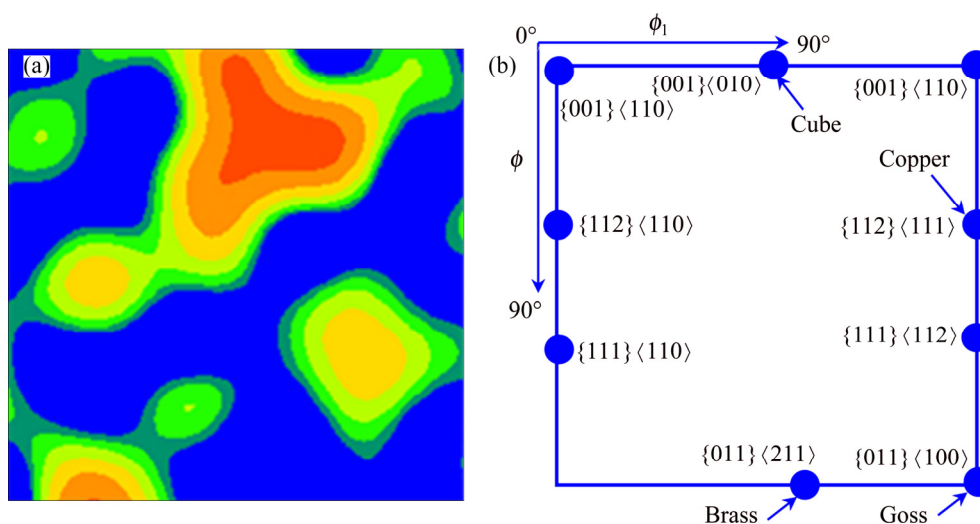 (a)
(b)
0°
ϕ₁
90°
ϕ
90°
{001}⟨110⟩
{001}⟨010⟩
Cube
{001}⟨110⟩
Copper
{112}⟨110⟩
{112}⟨111⟩
{111}⟨110⟩
{111}⟨112⟩
{011}⟨211⟩
{011}⟨100⟩
Brass
Goss